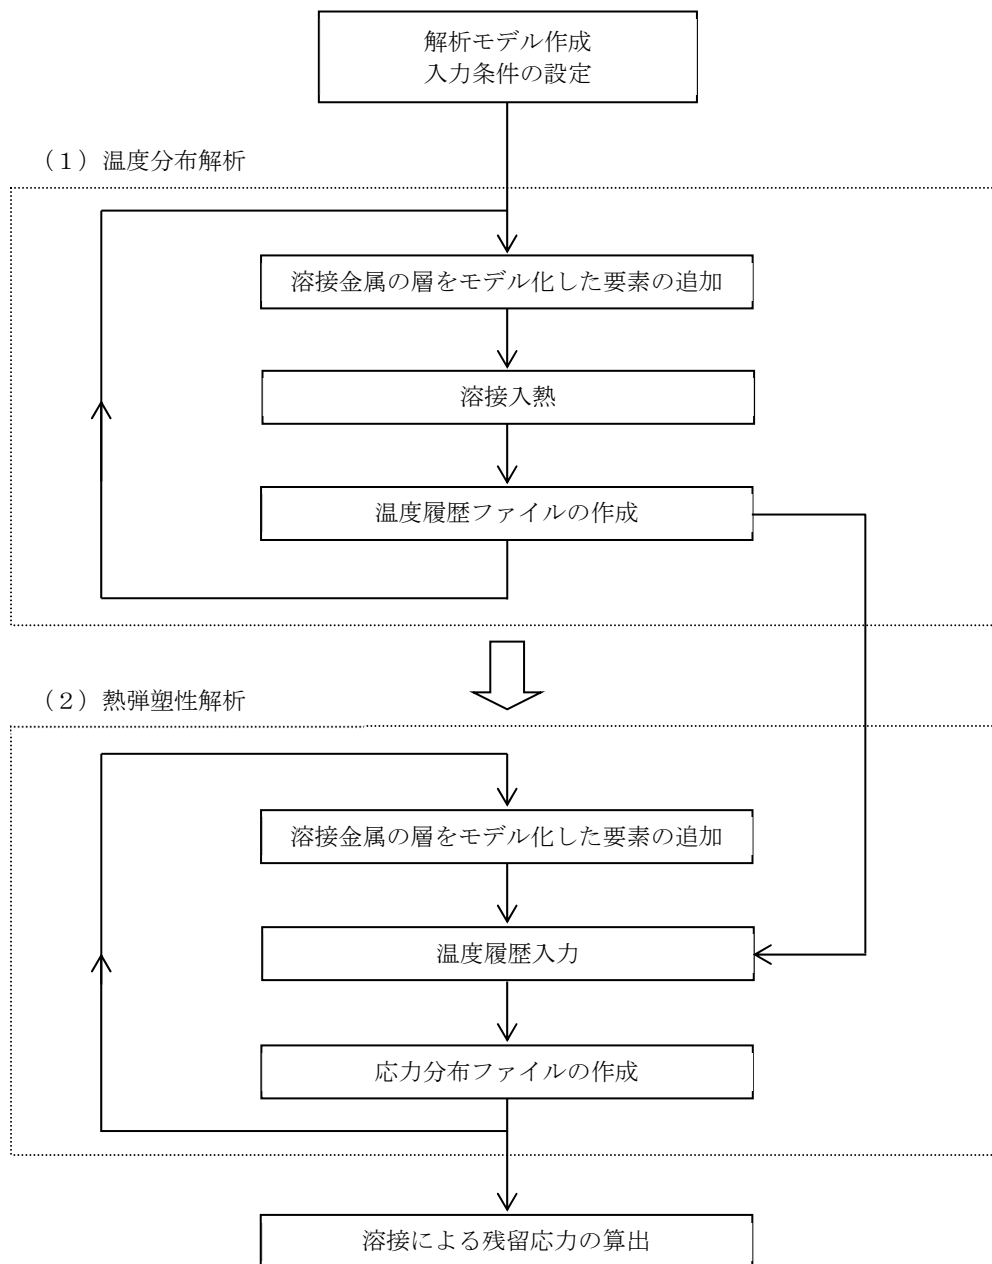 解析モデル作成
入力条件の設定
（１）温度分布解析
溶接金属の層をモデル化した要素の追加
溶接入熱
温度履歴ファイルの作成
（２）熱弾塑性解析
溶接金属の層をモデル化した要素の追加
温度履歴入力
応力分布ファイルの作成
溶接による残留応力の算出